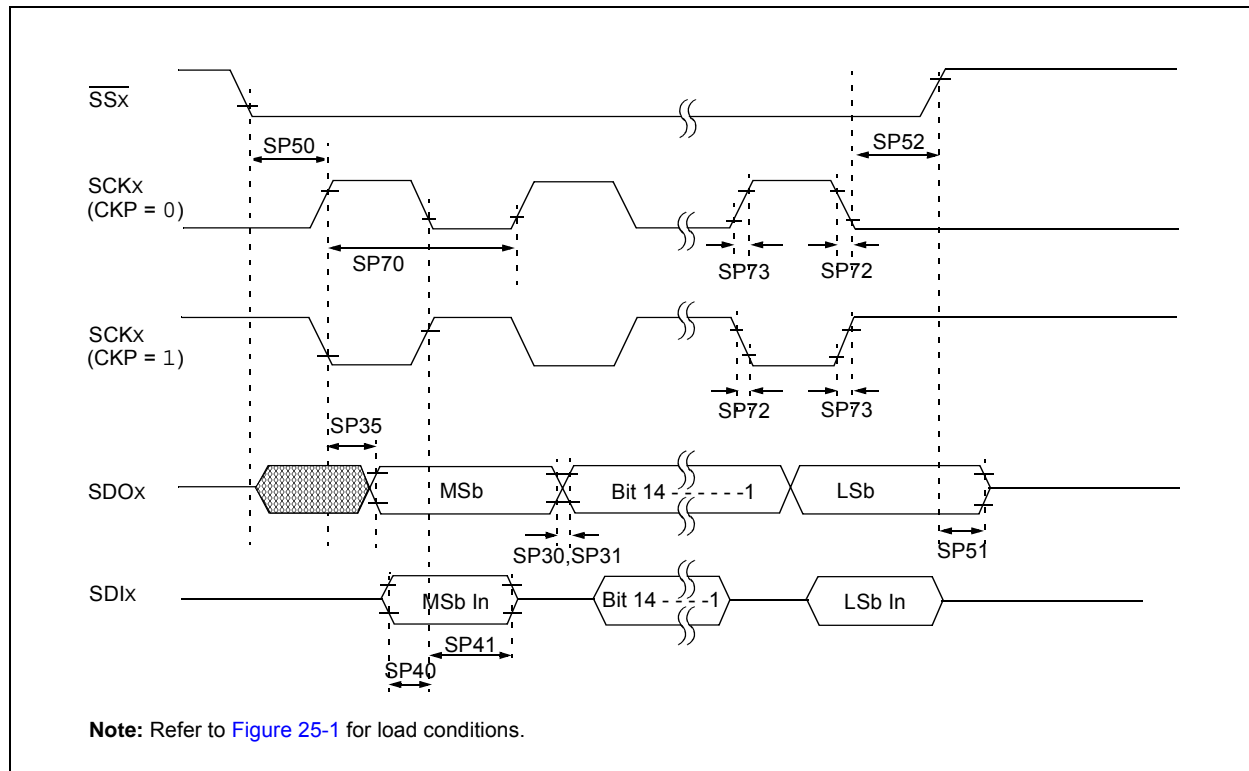 SSx
SP50
SP52
SCKx
(CKP = 0)
SP70
SP73
SP72
SCKx
(CKP = 1)
SP72
SP73
SP35
SDOx
MSb
Bit 14 - - - - - -1
LSb
SP30,SP31
SP51
SDIx
MSb In
Bit 14 - - - - -1
LSb In
SP41
SP40
Note: Refer to Figure 25-1 for load conditions.